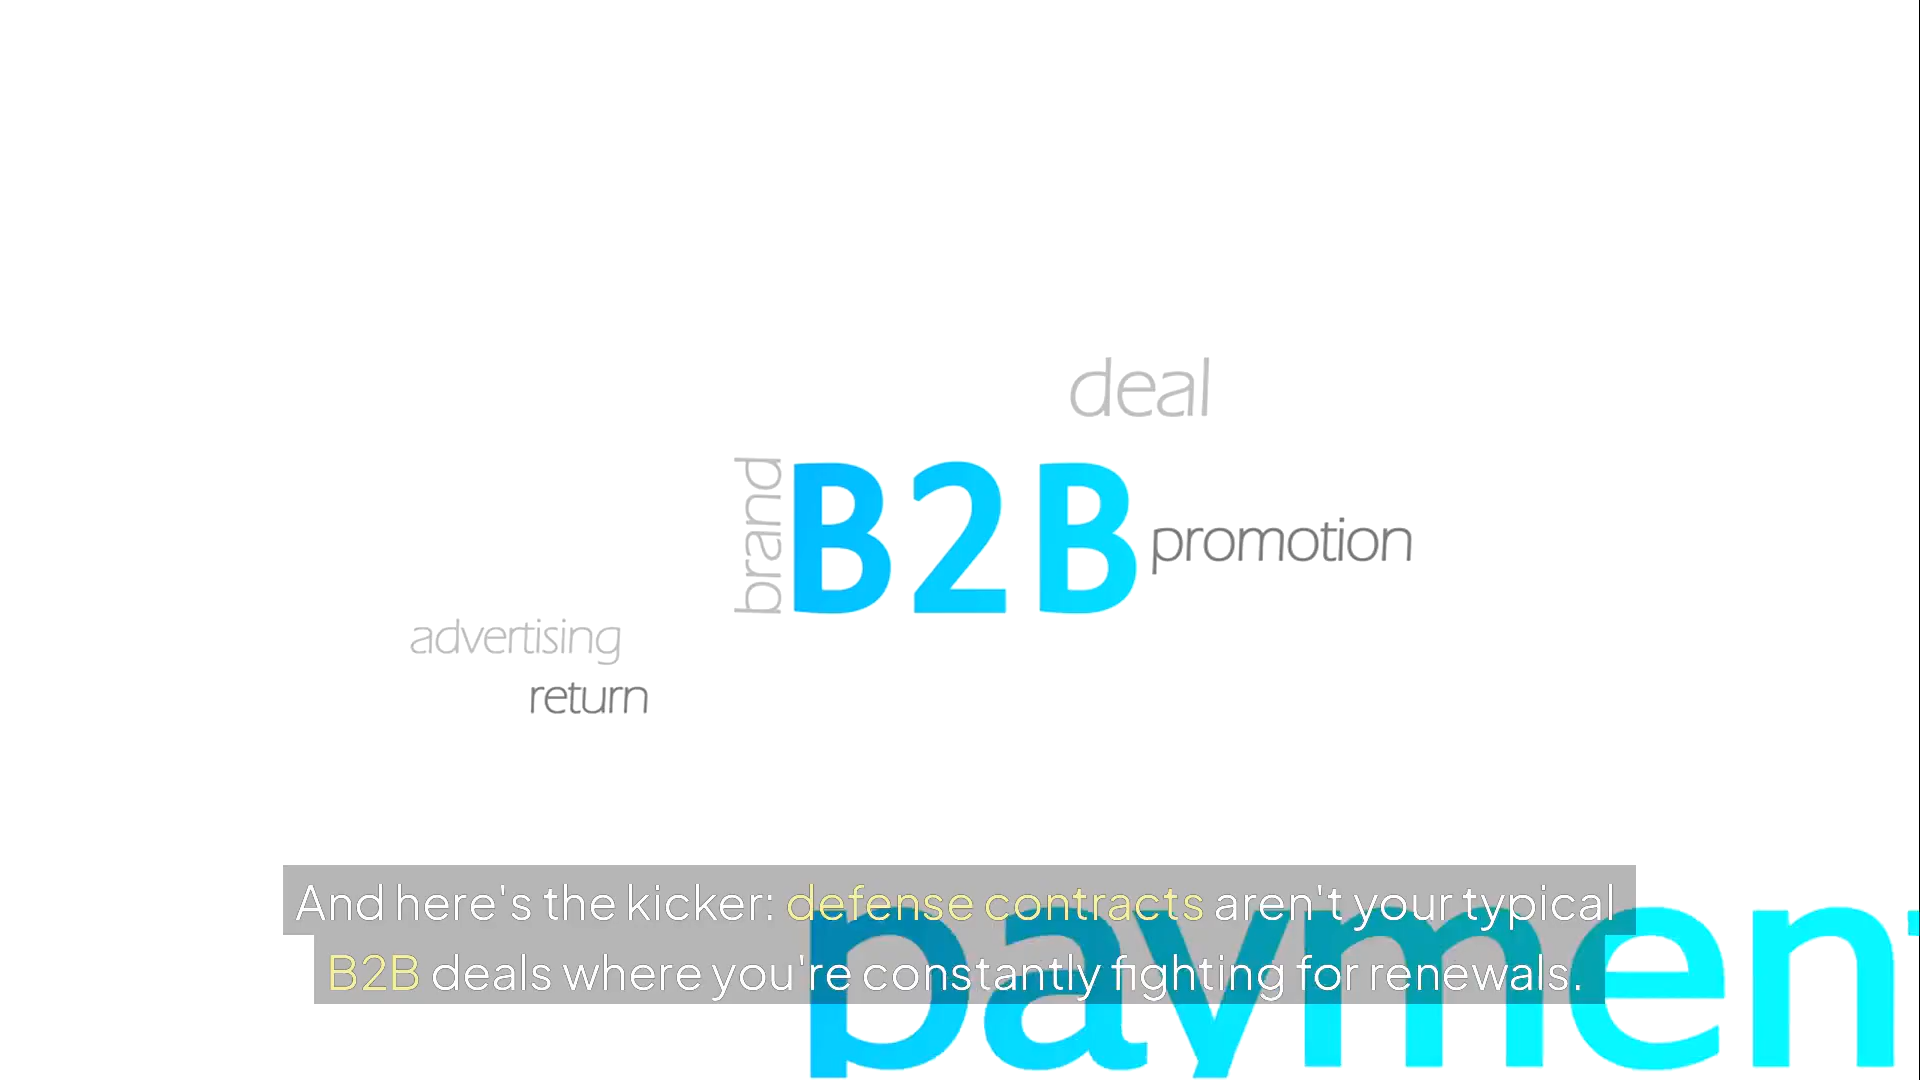 deal
brand
B2B
promotion
advertising
return
And here's the kicker: defense contracts aren't your typical
B2B deals where you're constantly fighting for renewals.
paymen